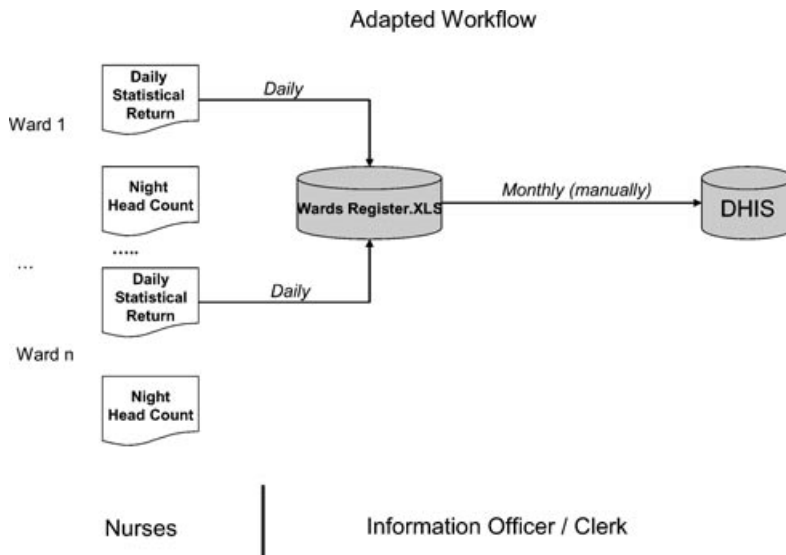 Adapted Workflow
Daily
Statistical
Return
Daily
Ward 1
Night
Head Count
Wards Register.XLS
Monthly (manually)
DHIS
.....
...
Daily
Statistical
Return
Daily
Ward n
Night
Head Count
Nurses
Information Officer / Clerk